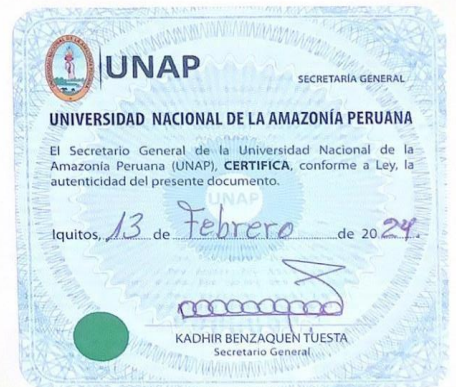 UNAP
SECRETARÍA GENERAL
UNIVERSIDAD NACIONAL DE LA AMAZONÍA PERUANA
El Secretario General de la Universidad Nacional de la
Amazonía Peruana (UNAP), CERTIFICA, conforme a Ley, la
autenticidad del presente documento.
UNAP
Iquitos, 13 de Febrero de 2024.
KADHIR BENZAQUEN TUESTA
Secretario General